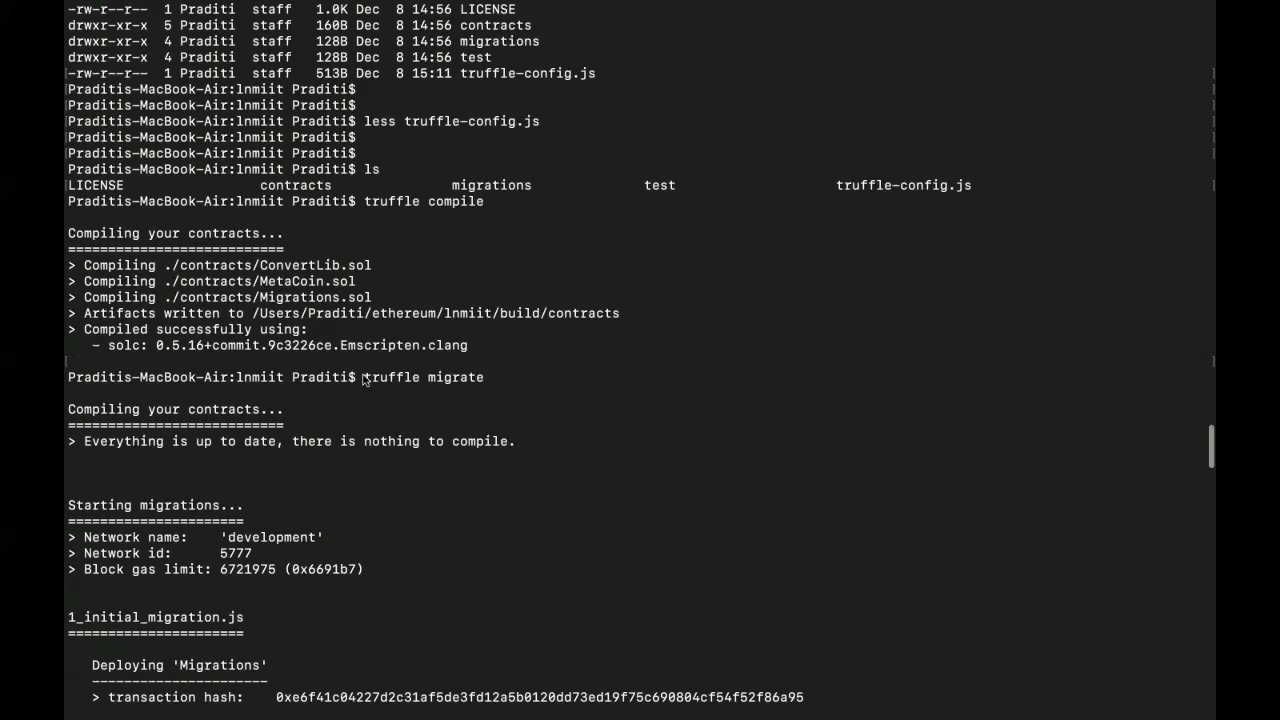 -rw-r--r--  1 Praditi  staff   1.0K Dec  8 14:56 LICENSE
drwxr-xr-x  5 Praditi  staff   160B Dec  8 14:56 contracts
drwxr-xr-x  4 Praditi  staff   128B Dec  8 14:56 migrations
drwxr-xr-x  4 Praditi  staff   128B Dec  8 14:56 test
-rw-r--r--  1 Praditi  staff   513B Dec  8 15:11 truffle-config.js
Praditis-MacBook-Air:lnmiit Praditi$
Praditis-MacBook-Air:lnmiit Praditi$
Praditis-MacBook-Air:lnmiit Praditi$ less truffle-config.js
Praditis-MacBook-Air:lnmiit Praditi$
Praditis-MacBook-Air:lnmiit Praditi$
Praditis-MacBook-Air:lnmiit Praditi$ ls
LICENSE                 contracts               migrations              test                    truffle-config.js
Praditis-MacBook-Air:lnmiit Praditi$ truffle compile
Compiling your contracts...
===========================
> Compiling ./contracts/ConvertLib.sol
> Compiling ./contracts/MetaCoin.sol
> Compiling ./contracts/Migrations.sol
> Artifacts written to /Users/Praditi/ethereum/lnmiit/build/contracts
> Compiled successfully using:
   - solc: 0.5.16+commit.9c3226ce.Emscripten.clang
Praditis-MacBook-Air:lnmiit Praditi$ truffle migrate
Compiling your contracts...
===========================
> Everything is up to date, there is nothing to compile.
Starting migrations...
======================
> Network name:    'development'
> Network id:      5777
> Block gas limit: 6721975 (0x6691b7)
1_initial_migration.js
======================
   Deploying 'Migrations'
   ----------------------
   > transaction hash:    0xe6f41c04227d2c31af5de3fd12a5b0120dd73ed19f75c690804cf54f52f86a95